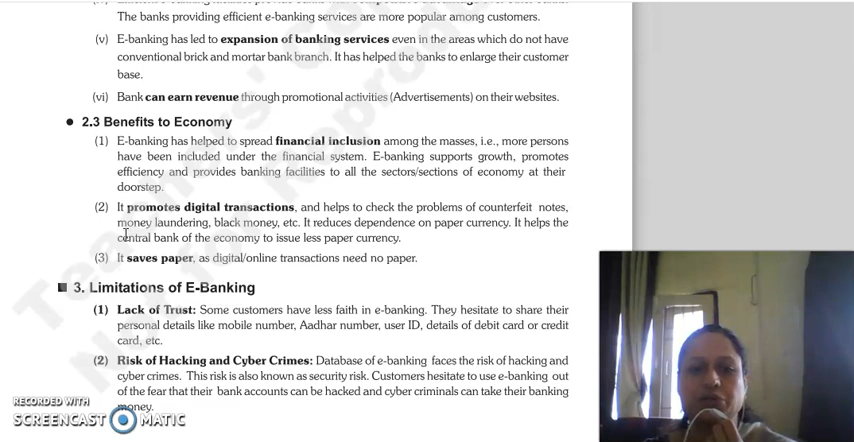 The banks providing efficient e-banking services are more popular among customers.
(v) E-banking has led to expansion of banking services even in the areas which do not have
conventional brick and mortar bank branch. It has helped the banks to enlarge their customer
base.
(vi) Bank can earn revenue through promotional activities (Advertisements) on their websites.
● 2.3 Benefits to Economy
(1) E-banking has helped to spread financial inclusion among the masses, i.e., more persons
have been included under the financial system. E-banking supports growth, promotes
efficiency and provides banking facilities to all the sectors/sections of economy at their
doorstep.
(2) It promotes digital transactions, and helps to check the problems of counterfeit notes,
money laundering, black money, etc. It reduces dependence on paper currency. It helps the
central bank of the economy to issue less paper currency.
(3) It saves paper, as digital/online transactions need no paper.
3. Limitations of E-Banking
(1) Lack of Trust: Some customers have less faith in e-banking. They hesitate to share their
personal details like mobile number, Aadhar number, user ID, details of debit card or credit
card, etc.
(2) Risk of Hacking and Cyber Crimes: Database of e-banking faces the risk of hacking and
cyber crimes. This risk is also known as security risk. Customers hesitate to use e-banking out
of the fear that their bank accounts can be hacked and cyber criminals can take their banking
money.
RECORDED WITH
SCREENCAST MATIC